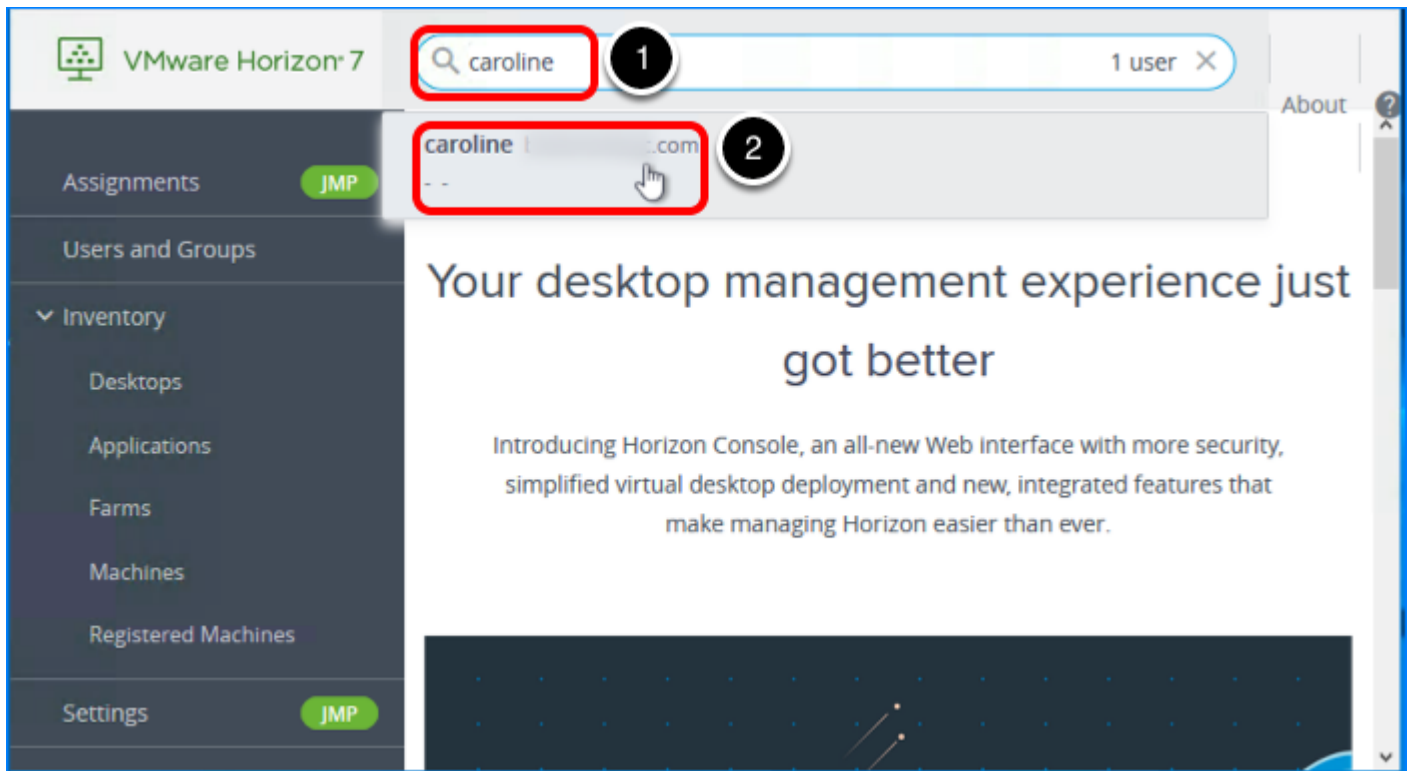 VMware Horizon® 7
caroline
1
1 user
About
?
caroline .com
2
- -
Assignments JMP
Users and Groups
Inventory
Desktops
Applications
Farms
Machines
Registered Machines
Settings JMP
Your desktop management experience just
got better
Introducing Horizon Console, an all-new Web interface with more security,
simplified virtual desktop deployment and new, integrated features that
make managing Horizon easier than ever.